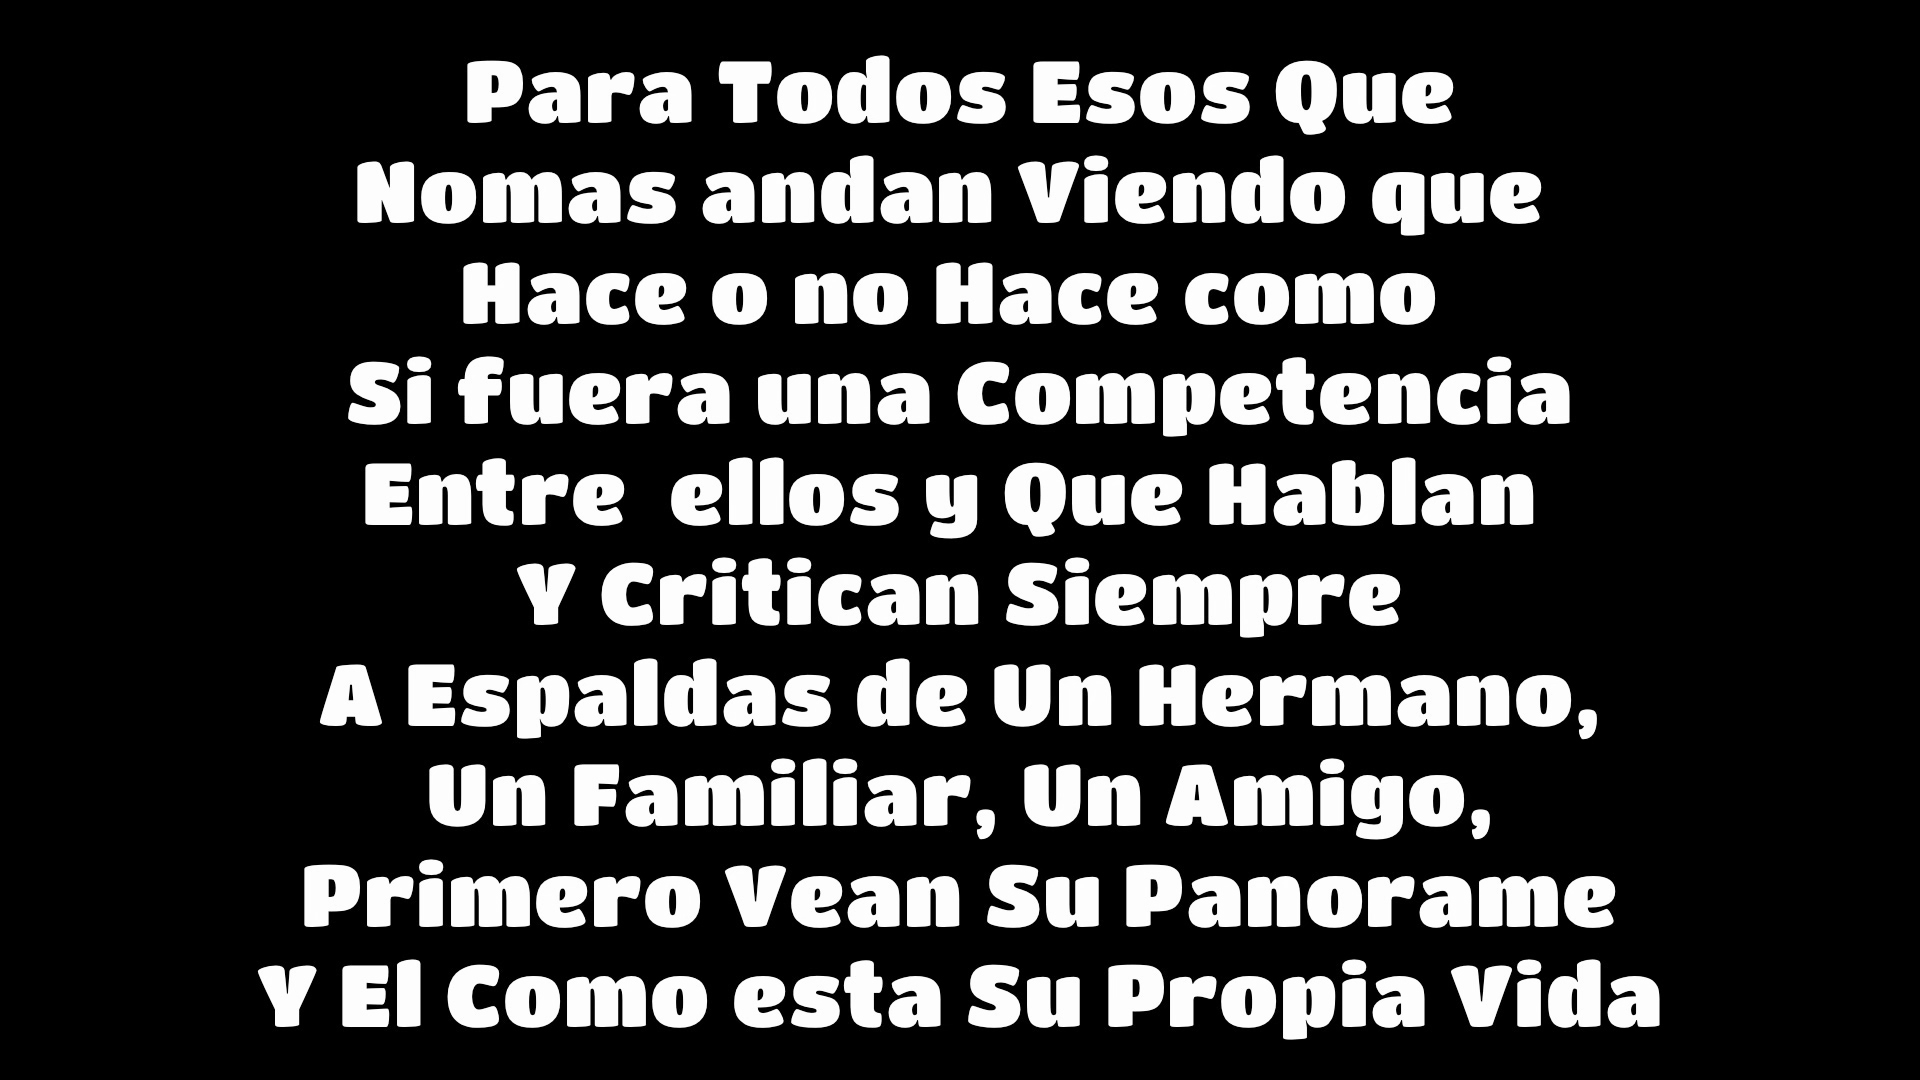 Para Todos Esos Que
Nomas andan Viendo que
Hace o no Hace como
Si fuera una Competencia
Entre  ellos y Que Hablan
Y Critican Siempre
A Espaldas de Un Hermano,
Un Familiar, Un Amigo,
Primero Vean Su Panorame
Y El Como esta Su Propia Vida